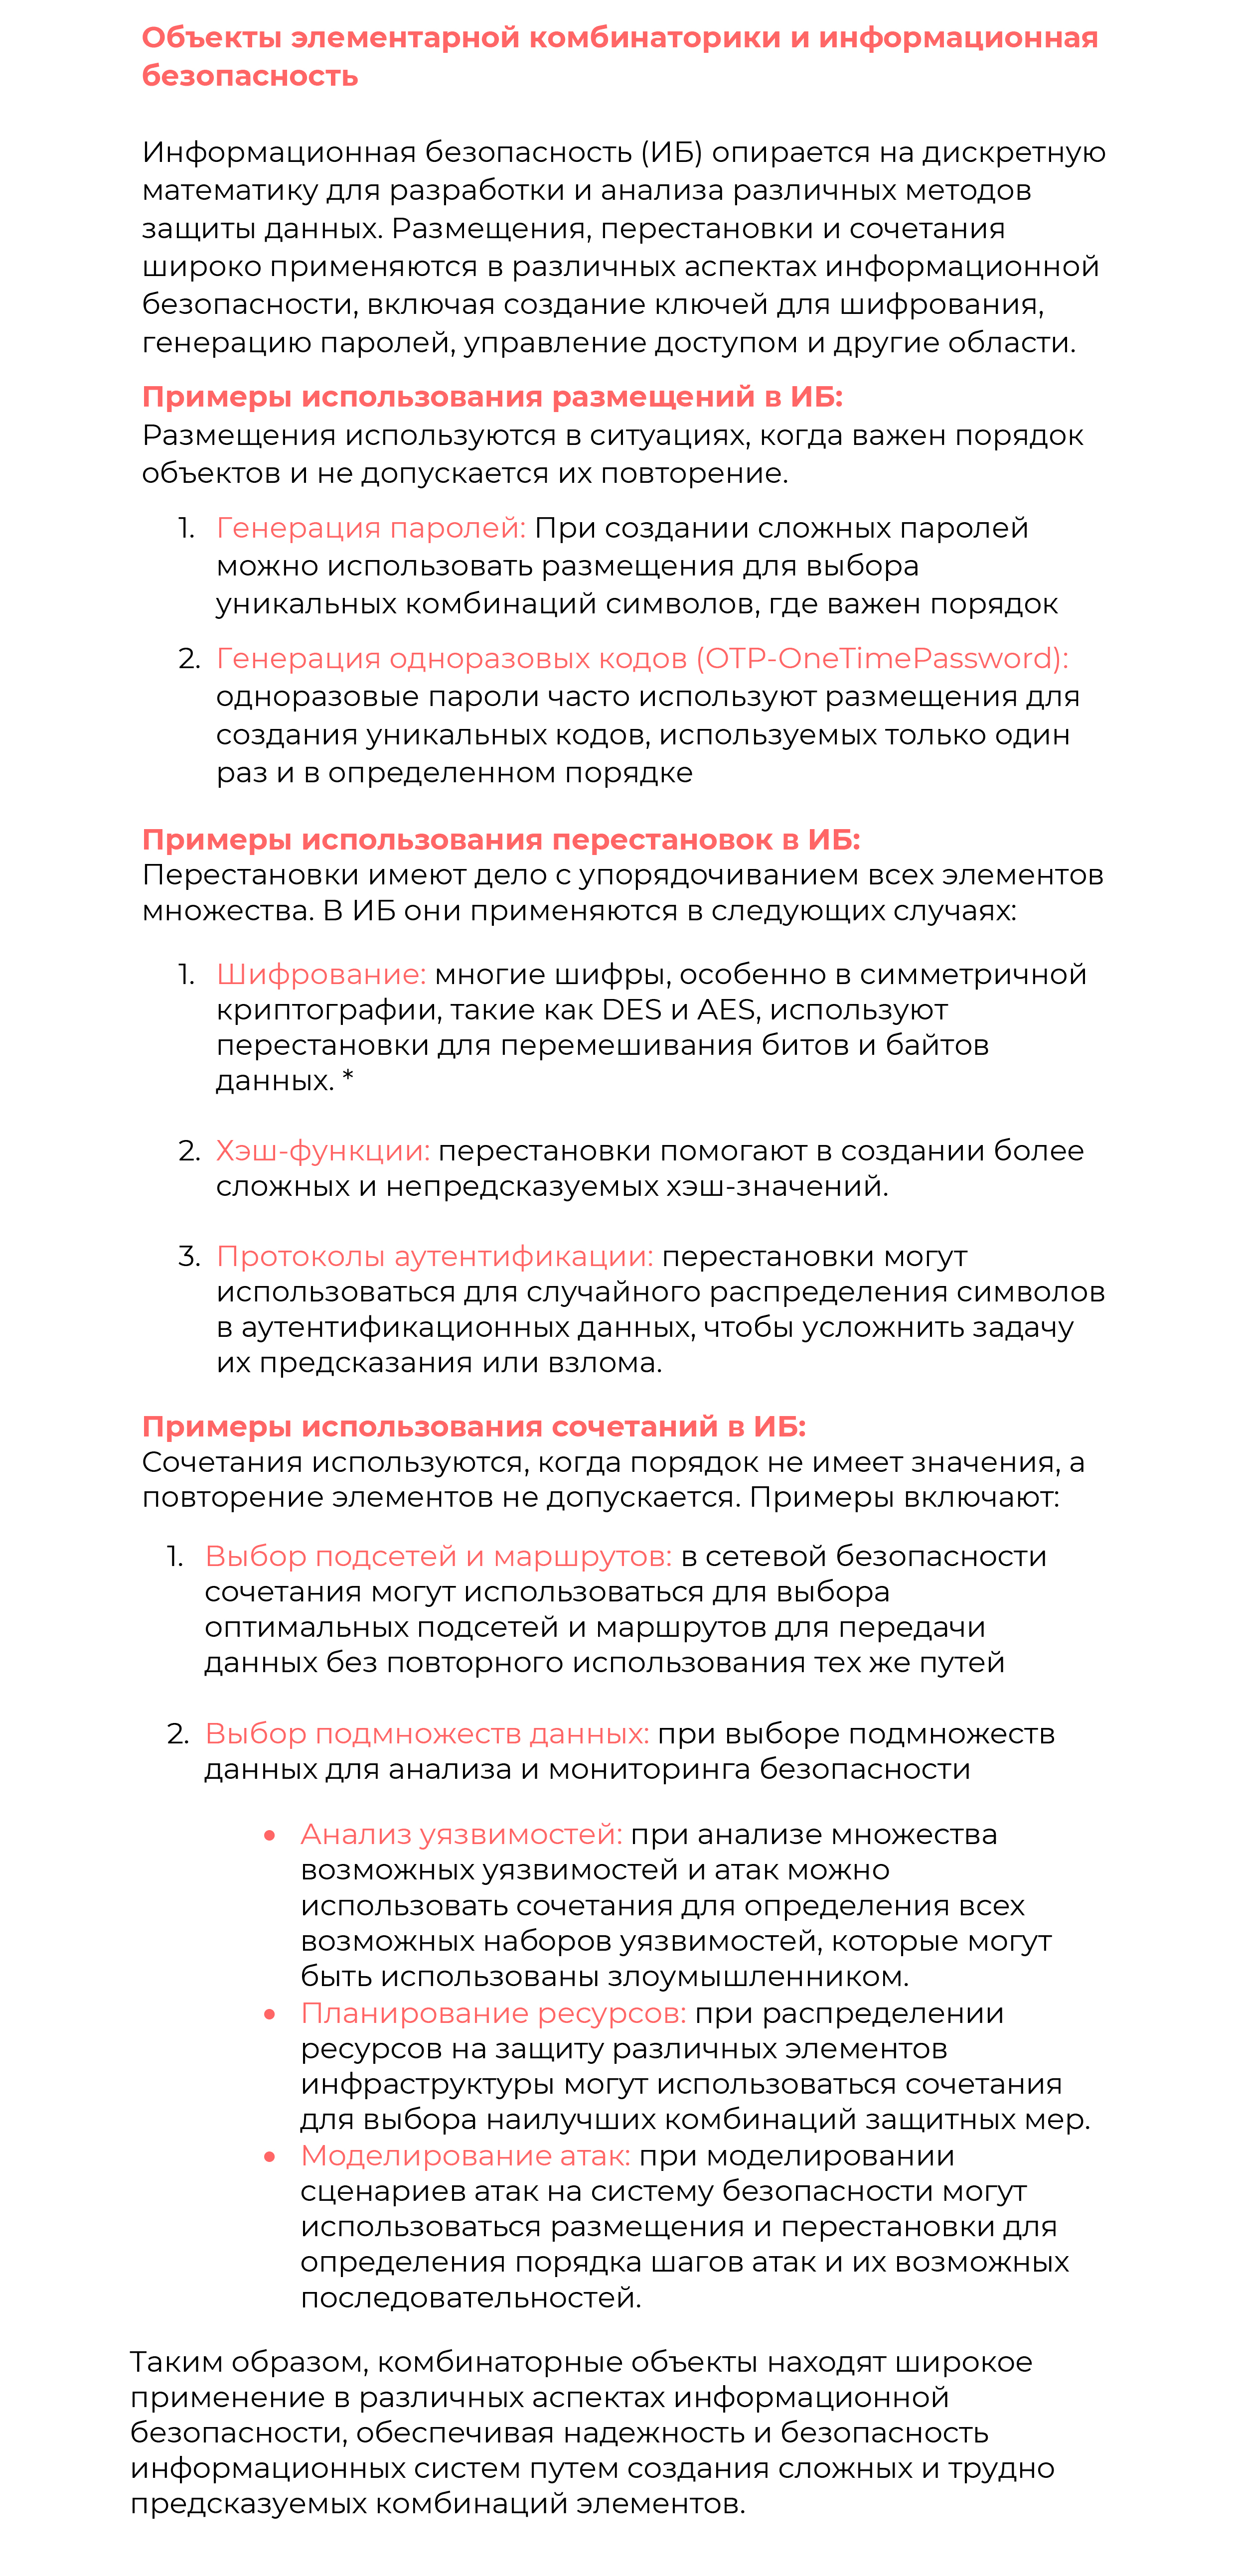 Объекты элементарной комбинаторики и информационная
безопасность
Информационная безопасность (ИБ) опирается на дискретную
математику для разработки и анализа различных методов
защиты данных. Размещения, перестановки и сочетания
широко применяются в различных аспектах информационной
безопасности, включая создание ключей для шифрования,
генерацию паролей, управление доступом и другие области.
Примеры использования размещений в ИБ:
Размещения используются в ситуациях, когда важен порядок
объектов и не допускается их повторение.
1. Генерация паролей: При создании сложных паролей
можно использовать размещения для выбора
уникальных комбинаций символов, где важен порядок
2. Генерация одноразовых кодов (OTP-OneTimePassword):
одноразовые пароли часто используют размещения для
создания уникальных кодов, используемых только один
раз и в определенном порядке
Примеры использования перестановок в ИБ:
Перестановки имеют дело с упорядочиванием всех элементов
множества. В ИБ они применяются в следующих случаях:
1. Шифрование: многие шифры, особенно в симметричной
криптографии, такие как DES и AES, используют
перестановки для перемешивания битов и байтов
данных. *
2. Хэш-функции: перестановки помогают в создании более
сложных и непредсказуемых хэш-значений.
3. Протоколы аутентификации: перестановки могут
использоваться для случайного распределения символов
в аутентификационных данных, чтобы усложнить задачу
их предсказания или взлома.
Примеры использования сочетаний в ИБ:
Сочетания используются, когда порядок не имеет значения, а
повторение элементов не допускается. Примеры включают:
1. Выбор подсетей и маршрутов: в сетевой безопасности
сочетания могут использоваться для выбора
оптимальных подсетей и маршрутов для передачи
данных без повторного использования тех же путей
2. Выбор подмножеств данных: при выборе подмножеств
данных для анализа и мониторинга безопасности
• Анализ уязвимостей: при анализе множества
возможных уязвимостей и атак можно
использовать сочетания для определения всех
возможных наборов уязвимостей, которые могут
быть использованы злоумышленником.
• Планирование ресурсов: при распределении
ресурсов на защиту различных элементов
инфраструктуры могут использоваться сочетания
для выбора наилучших комбинаций защитных мер.
• Моделирование атак: при моделировании
сценариев атак на систему безопасности могут
использоваться размещения и перестановки для
определения порядка шагов атак и их возможных
последовательностей.
Таким образом, комбинаторные объекты находят широкое
применение в различных аспектах информационной
безопасности, обеспечивая надежность и безопасность
информационных систем путем создания сложных и трудно
предсказуемых комбинаций элементов.